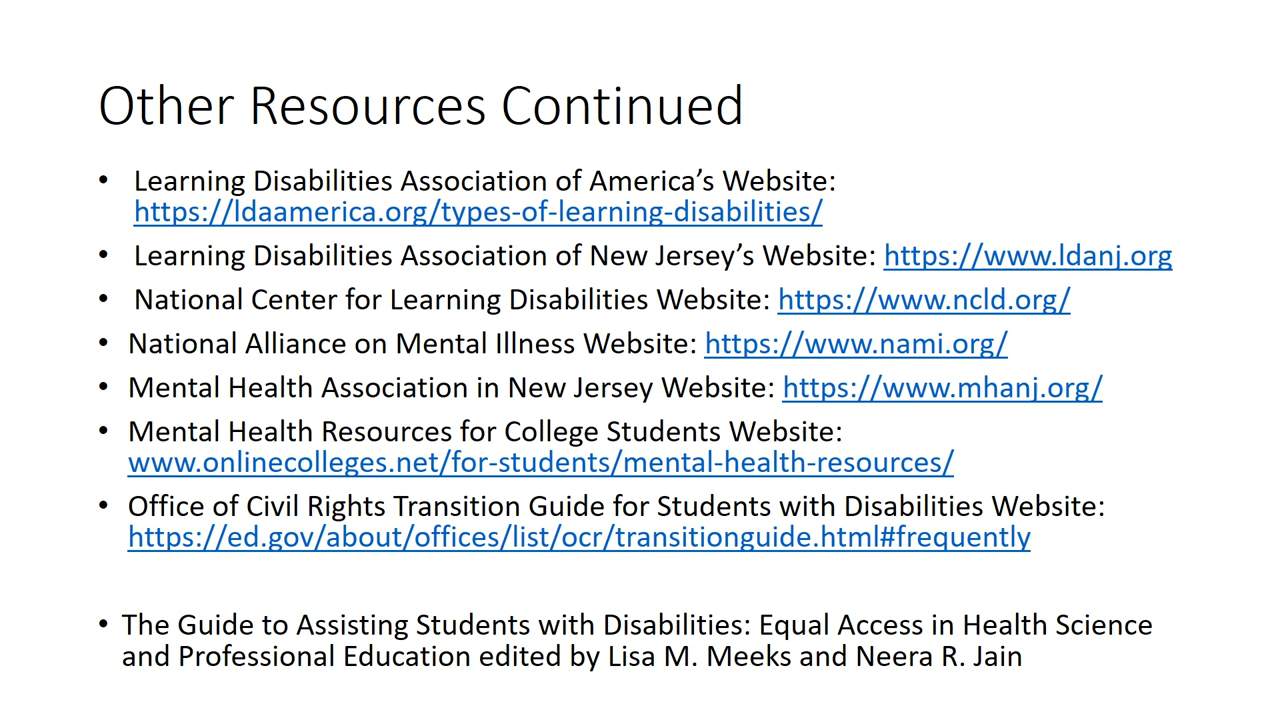 Other Resources Continued
• Learning Disabilities Association of America’s Website:
https://ldaamerica.org/types-of-learning-disabilities/
• Learning Disabilities Association of New Jersey’s Website: https://www.ldanj.org
• National Center for Learning Disabilities Website: https://www.ncld.org/
• National Alliance on Mental Illness Website: https://www.nami.org/
• Mental Health Association in New Jersey Website: https://www.mhanj.org/
• Mental Health Resources for College Students Website:
www.onlinecolleges.net/for-students/mental-health-resources/
• Office of Civil Rights Transition Guide for Students with Disabilities Website:
https://ed.gov/about/offices/list/ocr/transitionguide.html#frequently
• The Guide to Assisting Students with Disabilities: Equal Access in Health Science
and Professional Education edited by Lisa M. Meeks and Neera R. Jain